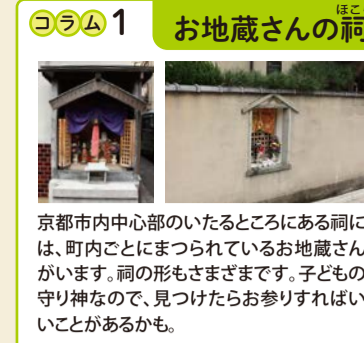 コラム 1
お地蔵さんの祠
ほこ
京都市内中心部のいたるところにある祠に
は、町内ごとにまつられているお地蔵さん
がいます。祠の形もさまざまです。子どもの
守り神なので、見つけたらお参りすればい
いことがあるかも。